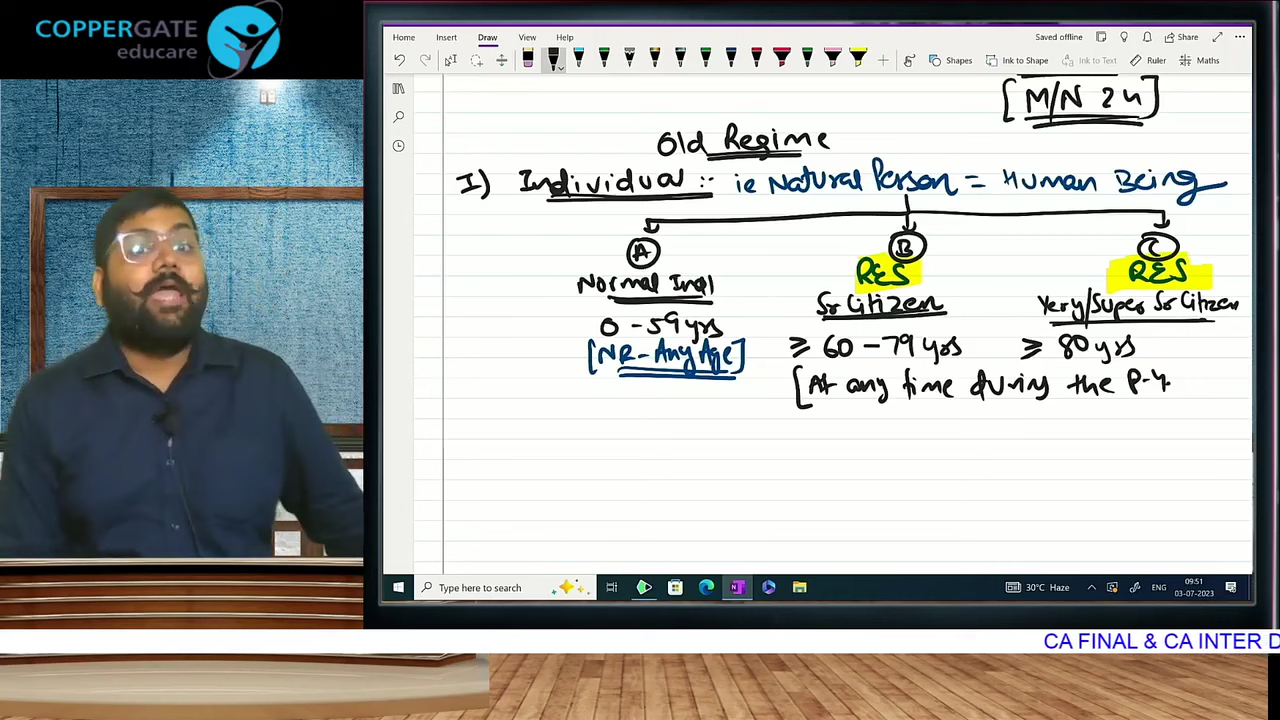 COPPERGATE
educare
Home Insert Draw View Help
Saved offline
Share
Shapes
Ink to Shape
Ink to Text
Ruler
Maths
[M/N 24]
Old Regime
I) Individual :- ie Natural Person = Human Being
A
B
C
RES
RES
Normal Indl
Sr Citizen
Very/Super Sr Citizen
0 - 59 yrs
≥ 60 - 79 yrs
≥ 80 yrs
[NR - Any Age]
[At any time during the P.Y.
Type here to search
30°C Haze
ENG
09:51
03-07-2023
CA FINAL & CA INTER D